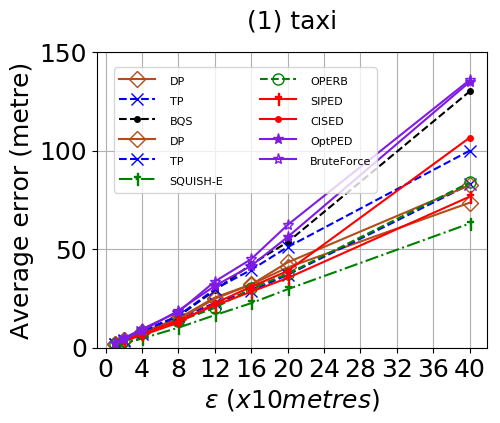 (1) taxi
Average error (metre)
150
100
50
0
DP
TP
BQS
DP
TP
SQUISH-E
OPERB
SIPED
CISED
OptPED
BruteForce
0 4 8 12 16 20 24 28 32 36 40
ε (x10metres)